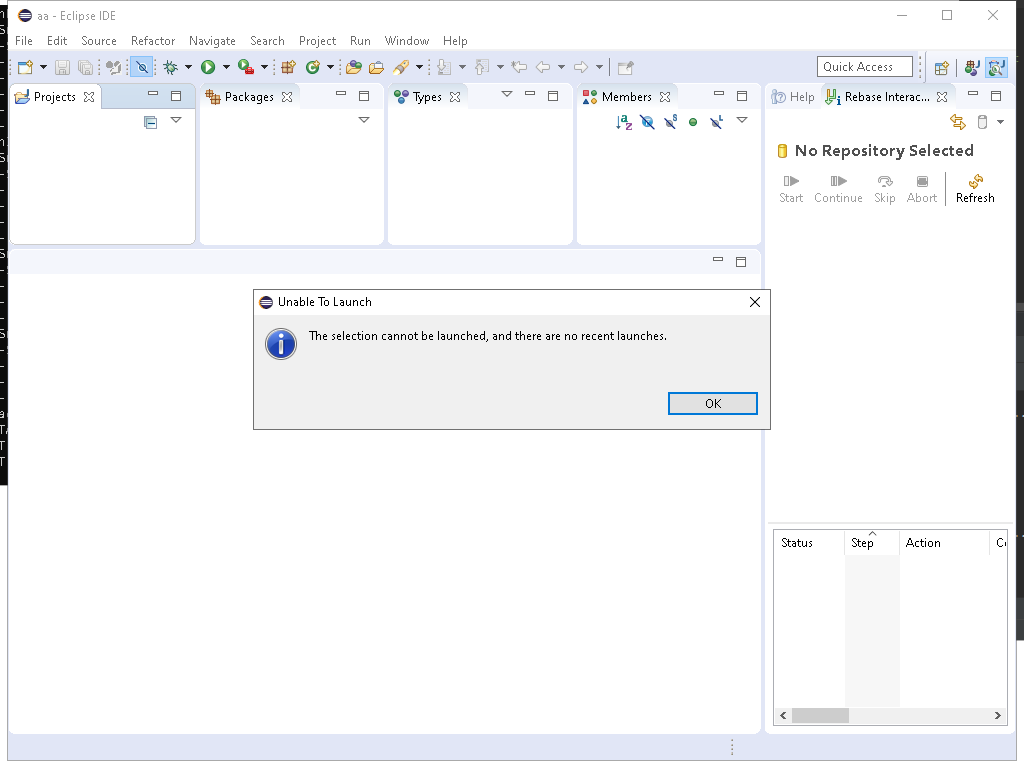 aa - Eclipse IDE
File Edit Source Refactor Navigate Search Project Run Window Help
Quick Access
Projects Packages Types Members Help Rebase Interac...
No Repository Selected
Start Continue Skip Abort Refresh
Unable To Launch
The selection cannot be launched, and there are no recent launches.
OK
Status Step Action